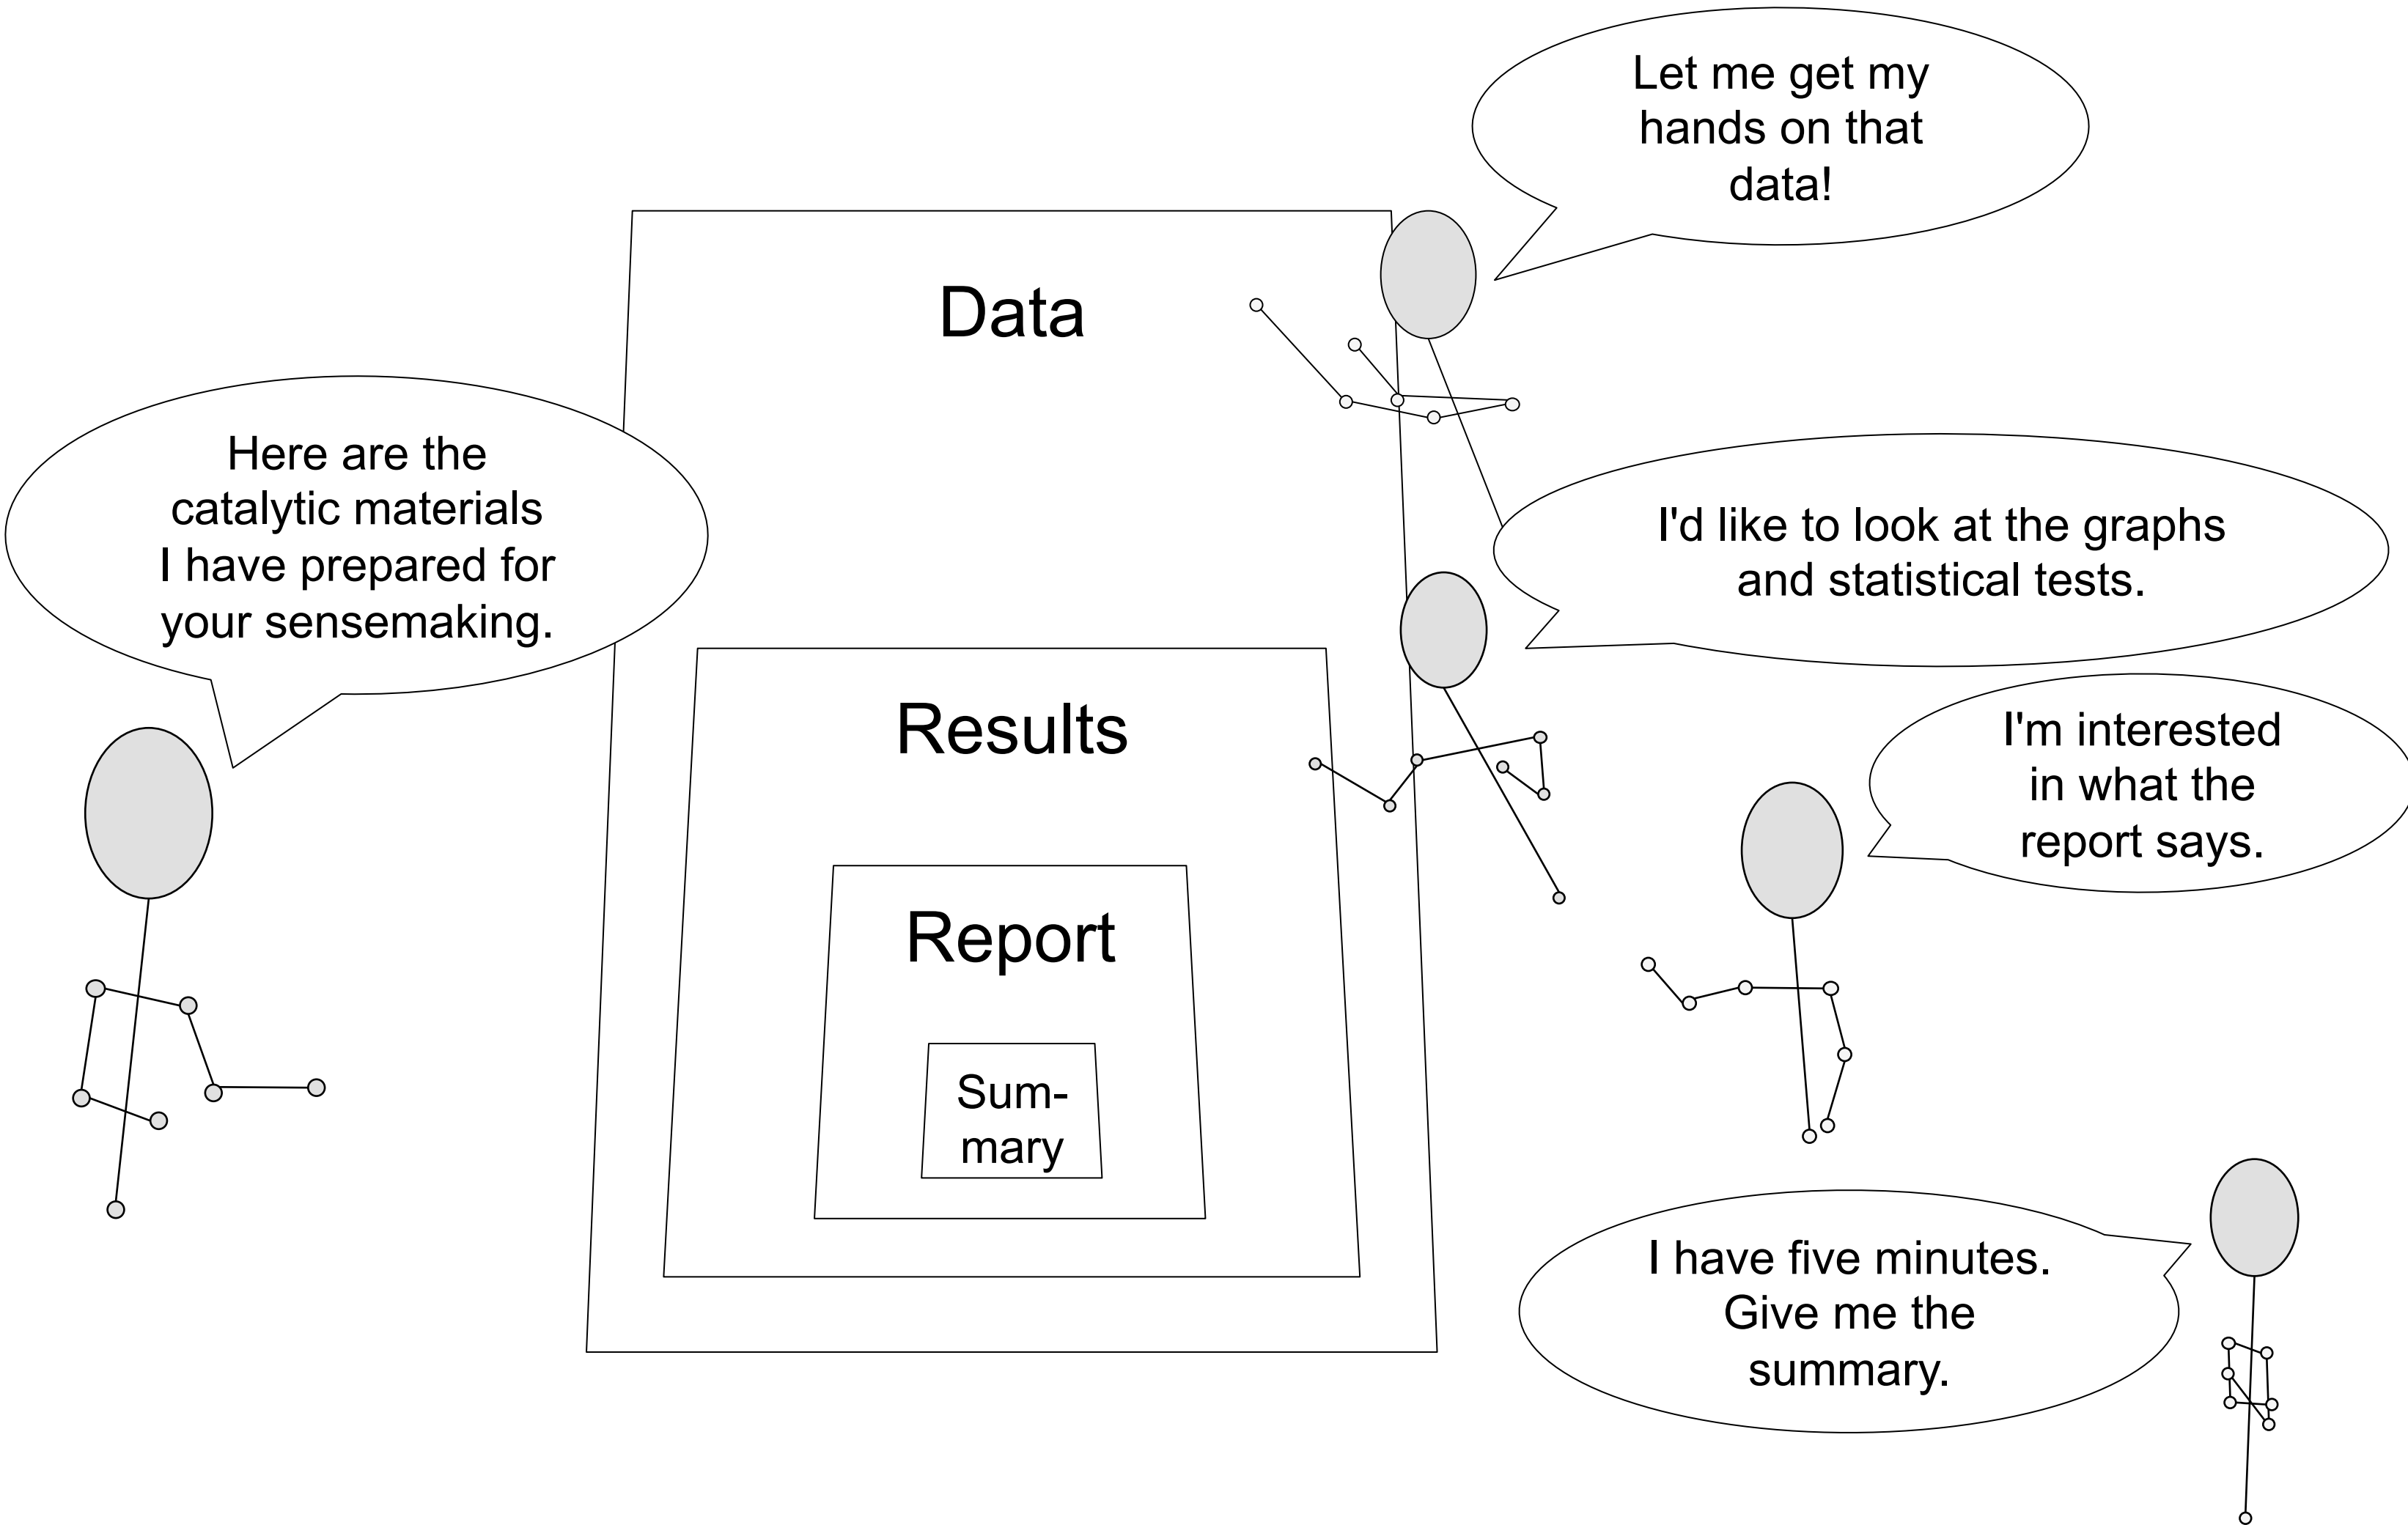 Let me get my
hands on that
data!
Data
Here are the
catalytic materials
I have prepared for
your sensemaking.
I'd like to look at the graphs
and statistical tests.
Results
I'm interested
in what the
report says.
Report
Sum-
mary
I have five minutes.
Give me the
summary.